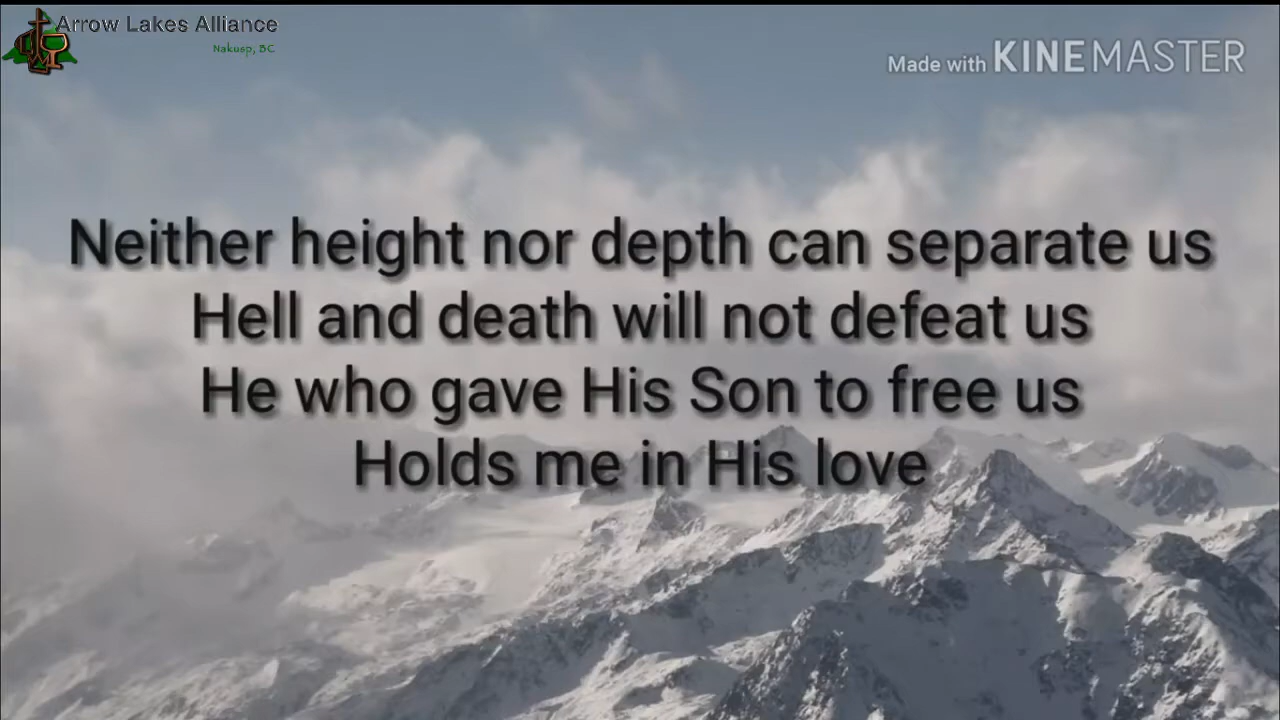 Arrow Lakes Alliance
Nakusp, BC
Made with KINEMASTER
Neither height nor depth can separate us
Hell and death will not defeat us
He who gave His Son to free us
Holds me in His love